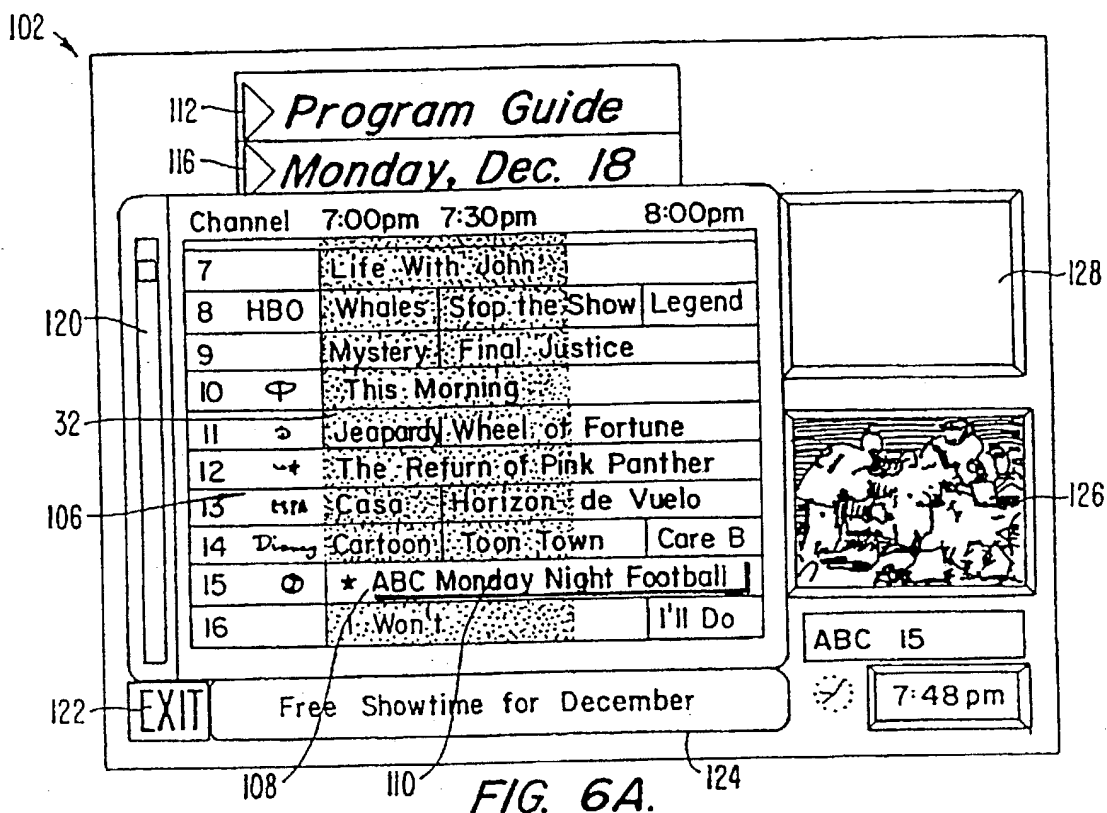 102
112
Program Guide
116
Monday, Dec. 18
Channel 7:00pm 7:30pm 8:00pm
7 Life With John
128
8 HBO Whales Stop the Show Legend
120
9 Mystery Final Justice
10 This Morning
32
11 Jeapardy Wheel of Fortune
12 The Return of Pink Panther
106
13 Casa Horizon de Vuelo
126
14 Disney Cartoon Toon Town Care B
15 ★ ABC Monday Night Football
16 I Won't I'll Do
ABC 15
122
EXIT Free Showtime for December
7:48pm
108
110
124
FIG. 6A.